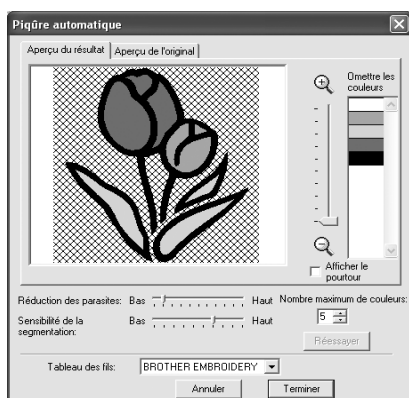 Piqûre automatique
Aperçu du résultat
Aperçu de l'original
Omettre les
couleurs
Afficher le
pourtour
Réduction des parasites:
Bas
Haut
Nombre maximum de couleurs:
Sensibilité de la
segmentation:
Bas
Haut
5
Réessayer
Tableau des fils:
BROTHER EMBROIDERY
Annuler
Terminer